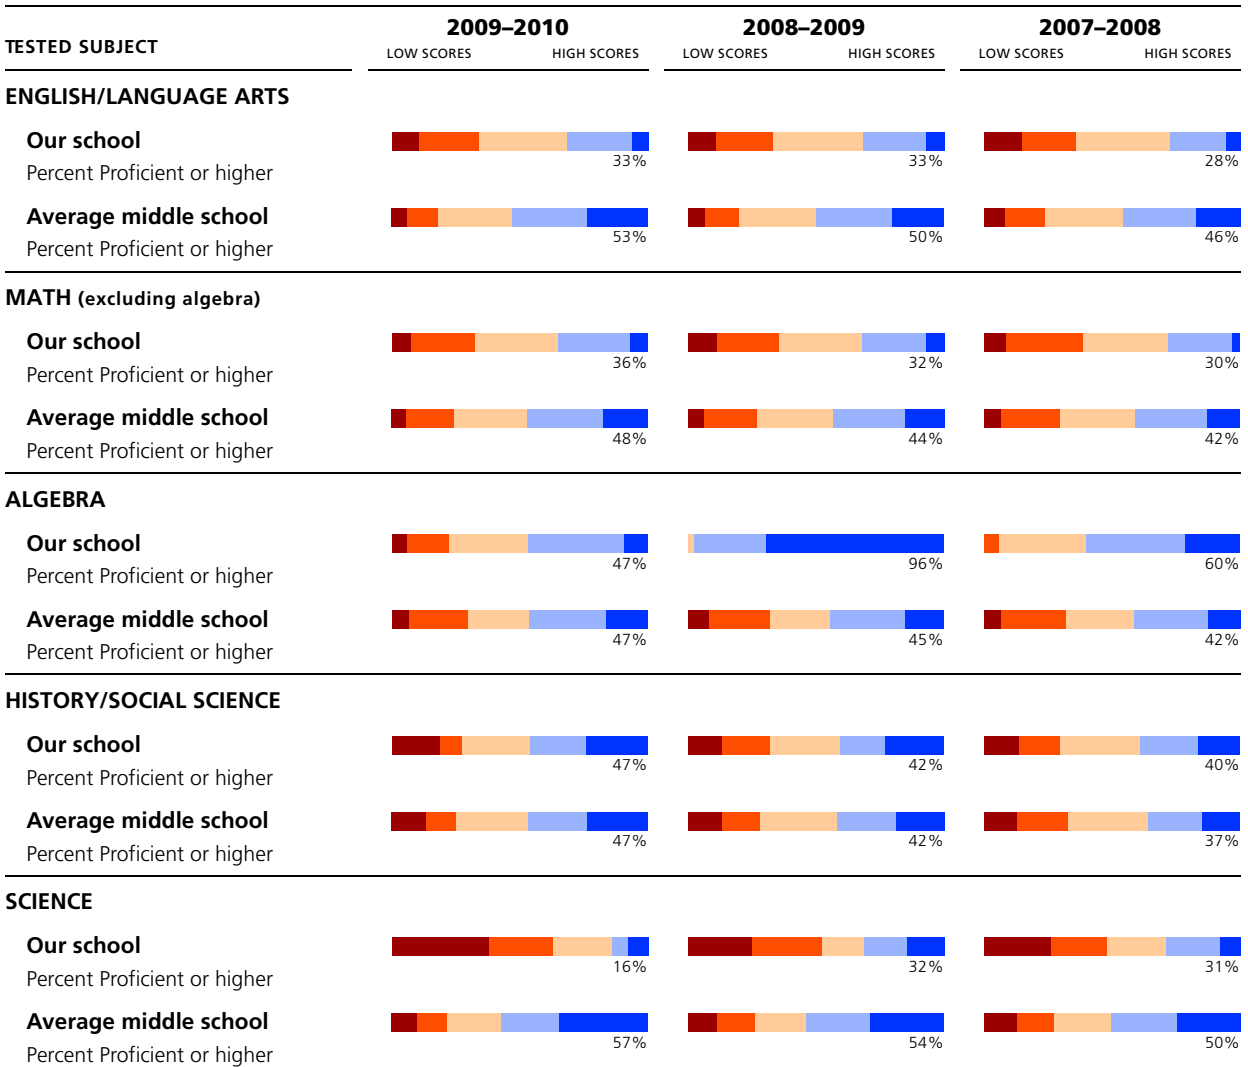 2009–2010 2008–2009 2007–2008
TESTED SUBJECT
LOW SCORES HIGH SCORES LOW SCORES HIGH SCORES LOW SCORES HIGH SCORES
ENGLISH/LANGUAGE ARTS
Our school
33% 33% 28%
Percent Proficient or higher
Average middle school
53% 50% 46%
Percent Proficient or higher
MATH (excluding algebra)
Our school
36% 32% 30%
Percent Proficient or higher
Average middle school
48% 44% 42%
Percent Proficient or higher
ALGEBRA
Our school
47% 96% 60%
Percent Proficient or higher
Average middle school
47% 45% 42%
Percent Proficient or higher
HISTORY/SOCIAL SCIENCE
Our school
47% 42% 40%
Percent Proficient or higher
Average middle school
47% 42% 37%
Percent Proficient or higher
SCIENCE
Our school
16% 32% 31%
Percent Proficient or higher
Average middle school
57% 54% 50%
Percent Proficient or higher